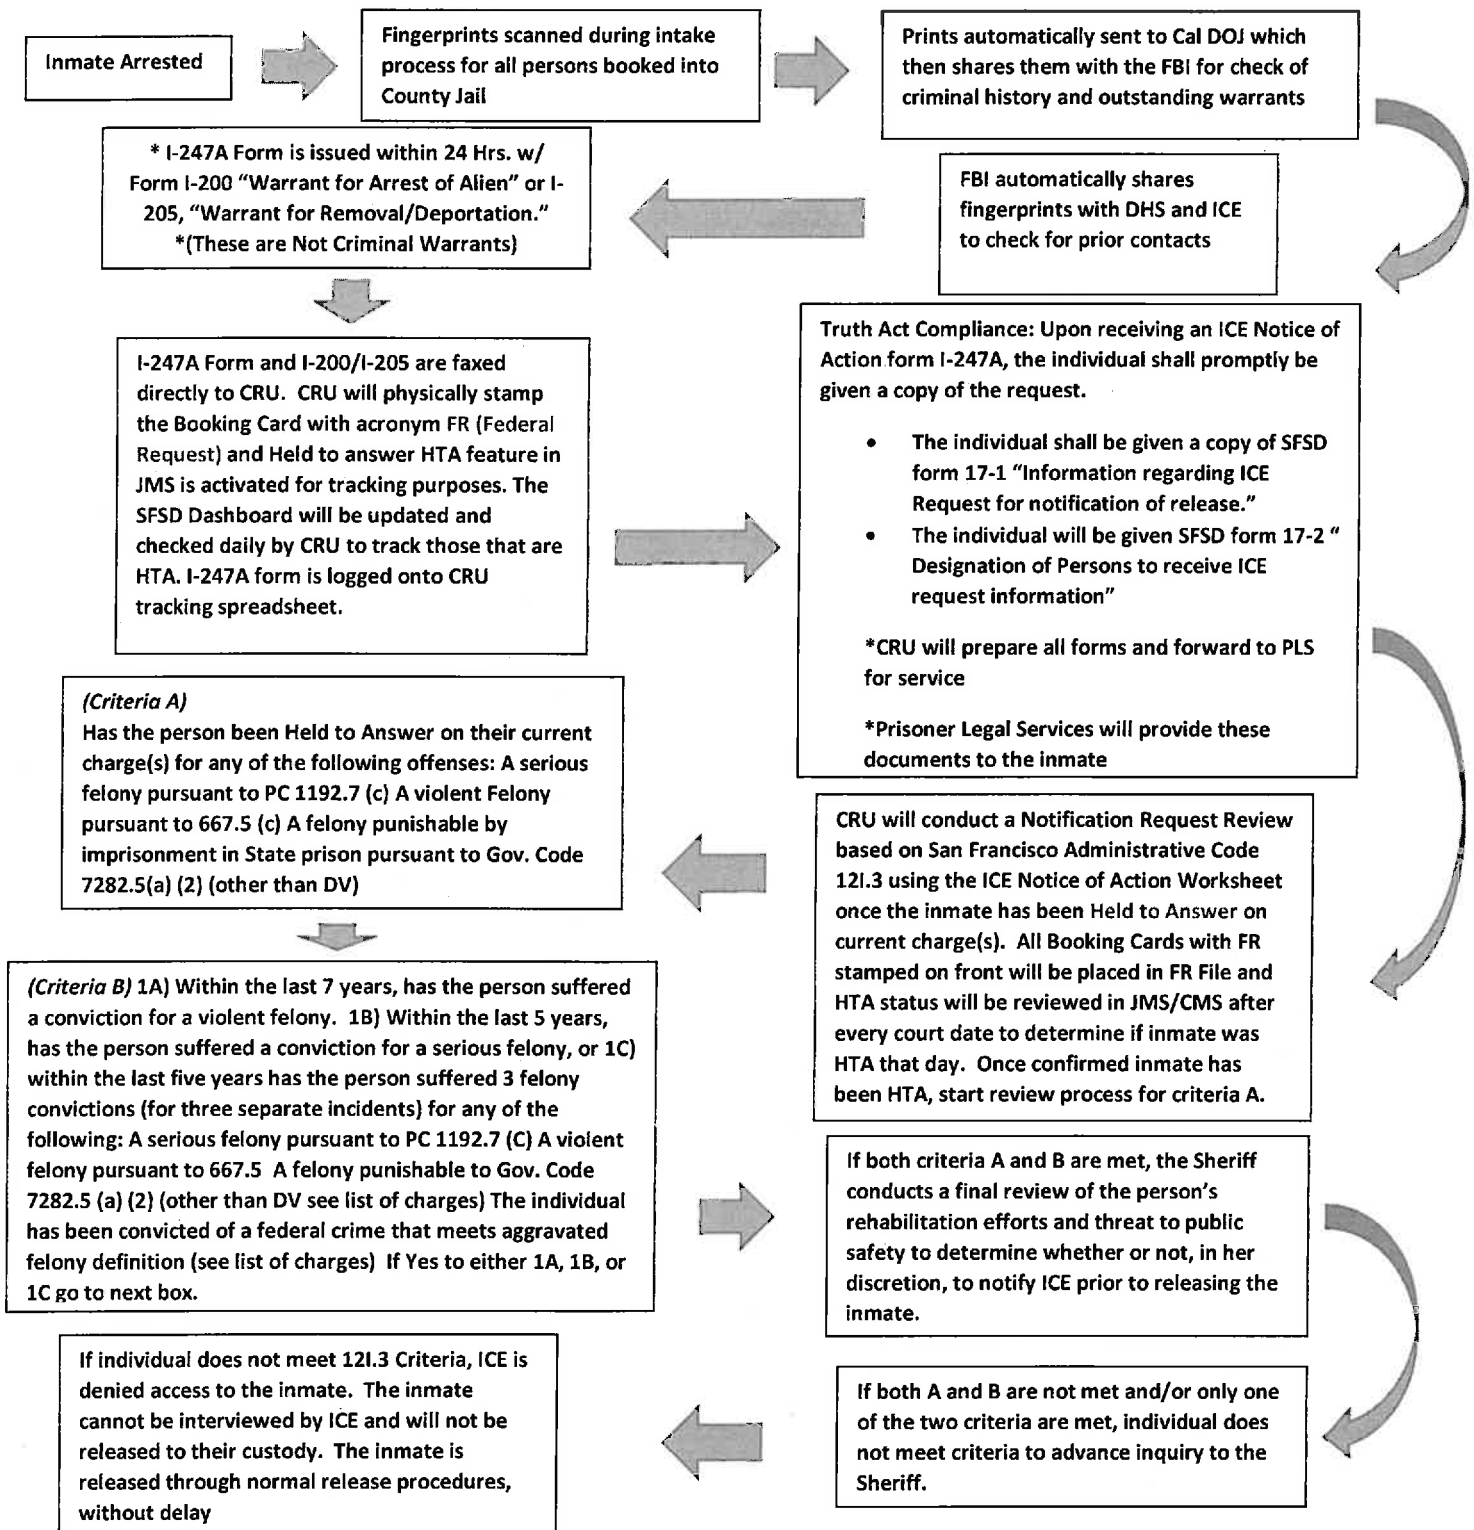 Inmate Arrested
Fingerprints scanned during intake
process for all persons booked into
County Jail
Prints automatically sent to Cal DOJ which
then shares them with the FBI for check of
criminal history and outstanding warrants
FBI automatically shares
fingerprints with DHS and ICE
to check for prior contacts
* I-247A Form is issued within 24 Hrs. w/
Form I-200 “Warrant for Arrest of Alien” or I-
205, “Warrant for Removal/Deportation.”
*(These are Not Criminal Warrants)
I-247A Form and I-200/I-205 are faxed
directly to CRU.  CRU will physically stamp
the Booking Card with acronym FR (Federal
Request) and Held to answer HTA feature in
JMS is activated for tracking purposes. The
SFSD Dashboard will be updated and
checked daily by CRU to track those that are
HTA. I-247A form is logged onto CRU
tracking spreadsheet.
Truth Act Compliance: Upon receiving an ICE Notice of
Action form I-247A, the individual shall promptly be
given a copy of the request.
• The individual shall be given a copy of SFSD
form 17-1 “Information regarding ICE
Request for notification of release.”
• The individual will be given SFSD form 17-2 “
Designation of Persons to receive ICE
request information”
*CRU will prepare all forms and forward to PLS
for service
*Prisoner Legal Services will provide these
documents to the inmate
CRU will conduct a Notification Request Review
based on San Francisco Administrative Code
12I.3 using the ICE Notice of Action Worksheet
once the inmate has been Held to Answer on
current charge(s).  All Booking Cards with FR
stamped on front will be placed in FR File and
HTA status will be reviewed in JMS/CMS after
every court date to determine if inmate was
HTA that day.  Once confirmed inmate has
been HTA, start review process for criteria A.
(Criteria A)
Has the person been Held to Answer on their current
charge(s) for any of the following offenses: A serious
felony pursuant to PC 1192.7 (c) A violent Felony
pursuant to 667.5 (c) A felony punishable by
imprisonment in State prison pursuant to Gov. Code
7282.5(a) (2) (other than DV)
(Criteria B) 1A) Within the last 7 years, has the person suffered
a conviction for a violent felony.  1B) Within the last 5 years,
has the person suffered a conviction for a serious felony, or 1C)
within the last five years has the person suffered 3 felony
convictions (for three separate incidents) for any of the
following: A serious felony pursuant to PC 1192.7 (C) A violent
felony pursuant to 667.5  A felony punishable to Gov. Code
7282.5 (a) (2) (other than DV see list of charges) The individual
has been convicted of a federal crime that meets aggravated
felony definition (see list of charges)  If Yes to either 1A, 1B, or
1C go to next box.
If both criteria A and B are met, the Sheriff
conducts a final review of the person’s
rehabilitation efforts and threat to public
safety to determine whether or not, in her
discretion, to notify ICE prior to releasing the
inmate.
If both A and B are not met and/or only one
of the two criteria are met, individual does
not meet criteria to advance inquiry to the
Sheriff.
If individual does not meet 12I.3 Criteria, ICE is
denied access to the inmate.  The inmate
cannot be interviewed by ICE and will not be
released to their custody.  The inmate is
released through normal release procedures,
without delay